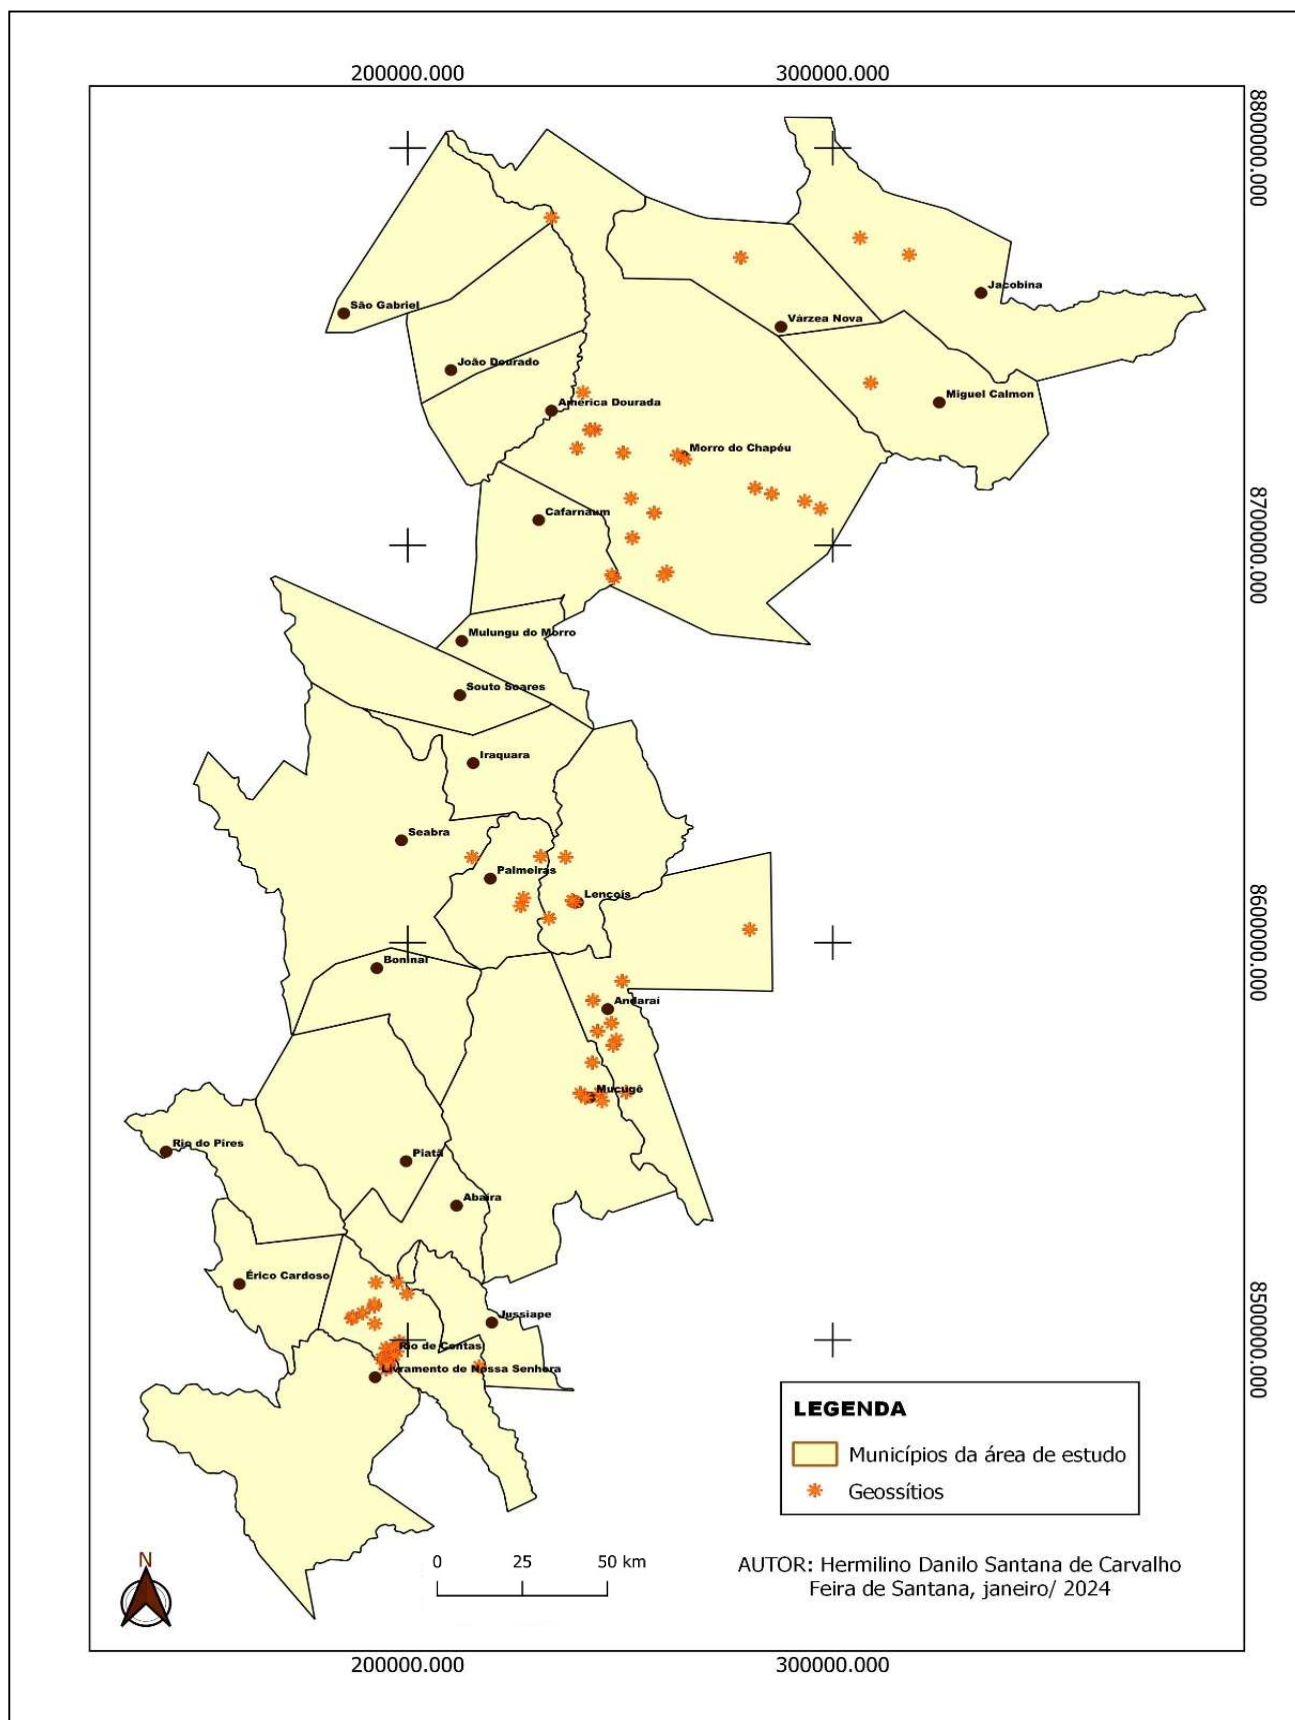 200000.000
300000.000
8800000.000
São Gabriel
Jacobina
Várzea Nova
João Dourado
Miguel Calmon
América Dourada
Morro do Chapéu
Cafarnaum
8700000.000
Mulungu do Morro
Souto Soares
Iraquara
Seabra
Palmeiras
Lençois
8600000.000
Boninal
Andaraí
Mucugê
Rio do Pires
Piatã
Abaíra
Érico Cardoso
Jussiape
8500000.000
Rio de Contas
Livramento de Nossa Senhora
LEGENDA
Municípios da área de estudo
Geossítios
N
0 25 50 km
AUTOR: Hermilino Danilo Santana de Carvalho
Feira de Santana, janeiro/ 2024
200000.000
300000.000